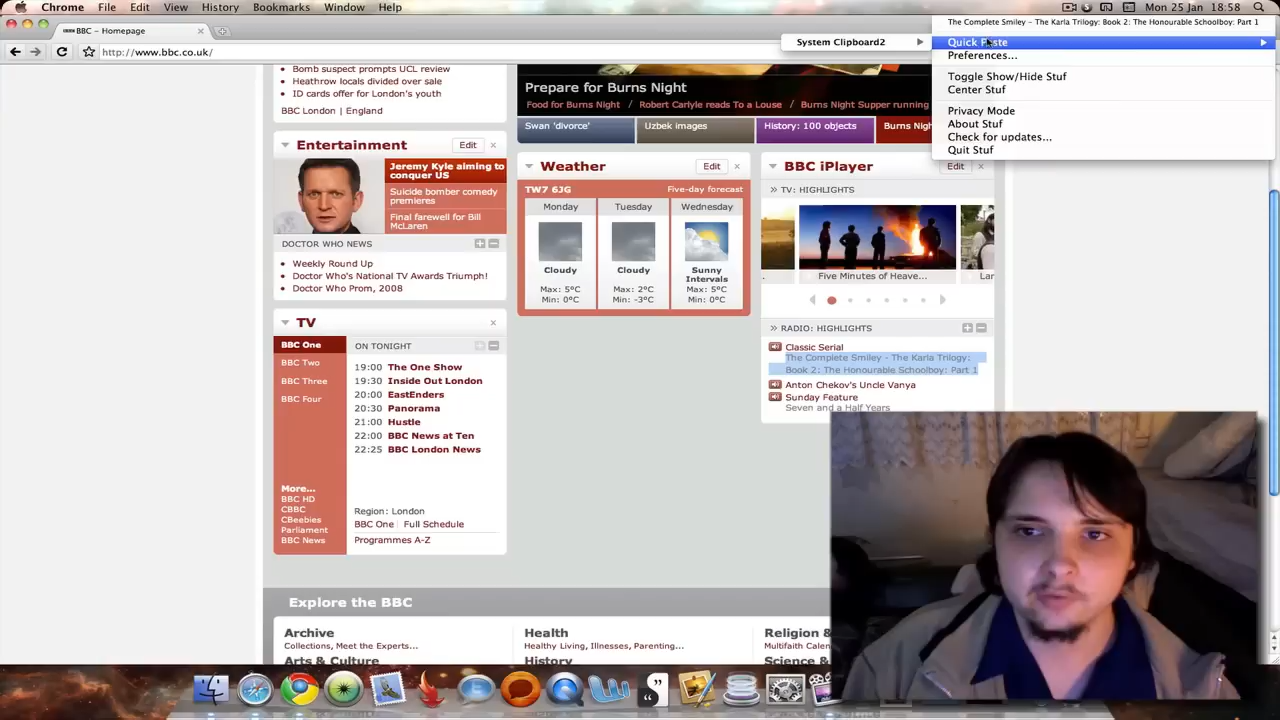 Chrome File Edit View History Bookmarks Window Help
Mon 25 Jan 18:58
BBC - Homepage
http://www.bbc.co.uk/
The Complete Smiley - The Karla Trilogy: Book 2: The Honourable Schoolboy: Part 1
System Clipboard2
Quick Paste
Preferences...
Toggle Show/Hide Stuf
Center Stuf
Privacy Mode
About Stuf
Check for updates...
Quit Stuf
Bomb suspect prompts UCL review
Heathrow locals divided over sale
ID cards offer for London's youth
BBC London | England
Prepare for Burns Night
Food for Burns Night / Robert Carlyle reads To a Louse / Burns Night Supper running
Swan 'divorce'
Uzbek images
History: 100 objects
Burns Nigh
Entertainment
Edit
Jeremy Kyle aiming to
conquer US
Suicide bomber comedy
premieres
Final farewell for Bill
McLaren
DOCTOR WHO NEWS
Weekly Round Up
Doctor Who's National TV Awards Triumph!
Doctor Who Prom, 2008
Weather
Edit
TW7 6JG
Five-day forecast
Monday Tuesday Wednesday
Cloudy
Max: 5°C
Min: 0°C
Cloudy
Max: 2°C
Min: -3°C
Sunny
Intervals
Max: 5°C
Min: 0°C
BBC iPlayer
Edit
» TV: HIGHLIGHTS
Five Minutes of Heave...
Lar
» RADIO: HIGHLIGHTS
Classic Serial
The Complete Smiley - The Karla Trilogy:
Book 2: The Honourable Schoolboy: Part 1
Anton Chekov's Uncle Vanya
Sunday Feature
Seven and a Half Years
TV
BBC One
BBC Two
BBC Three
BBC Four
More...
BBC HD
CBBC
CBeebies
Parliament
BBC News
ON TONIGHT
19:00 The One Show
19:30 Inside Out London
20:00 EastEnders
20:30 Panorama
21:00 Hustle
22:00 BBC News at Ten
22:25 BBC London News
Region: London
BBC One | Full Schedule
Programmes A-Z
Explore the BBC
Archive
Collections, Meet the Experts...
Arts & Culture
Health
Healthy Living, Illnesses, Parenting...
History
Religion &
Multifaith Calen
Science &